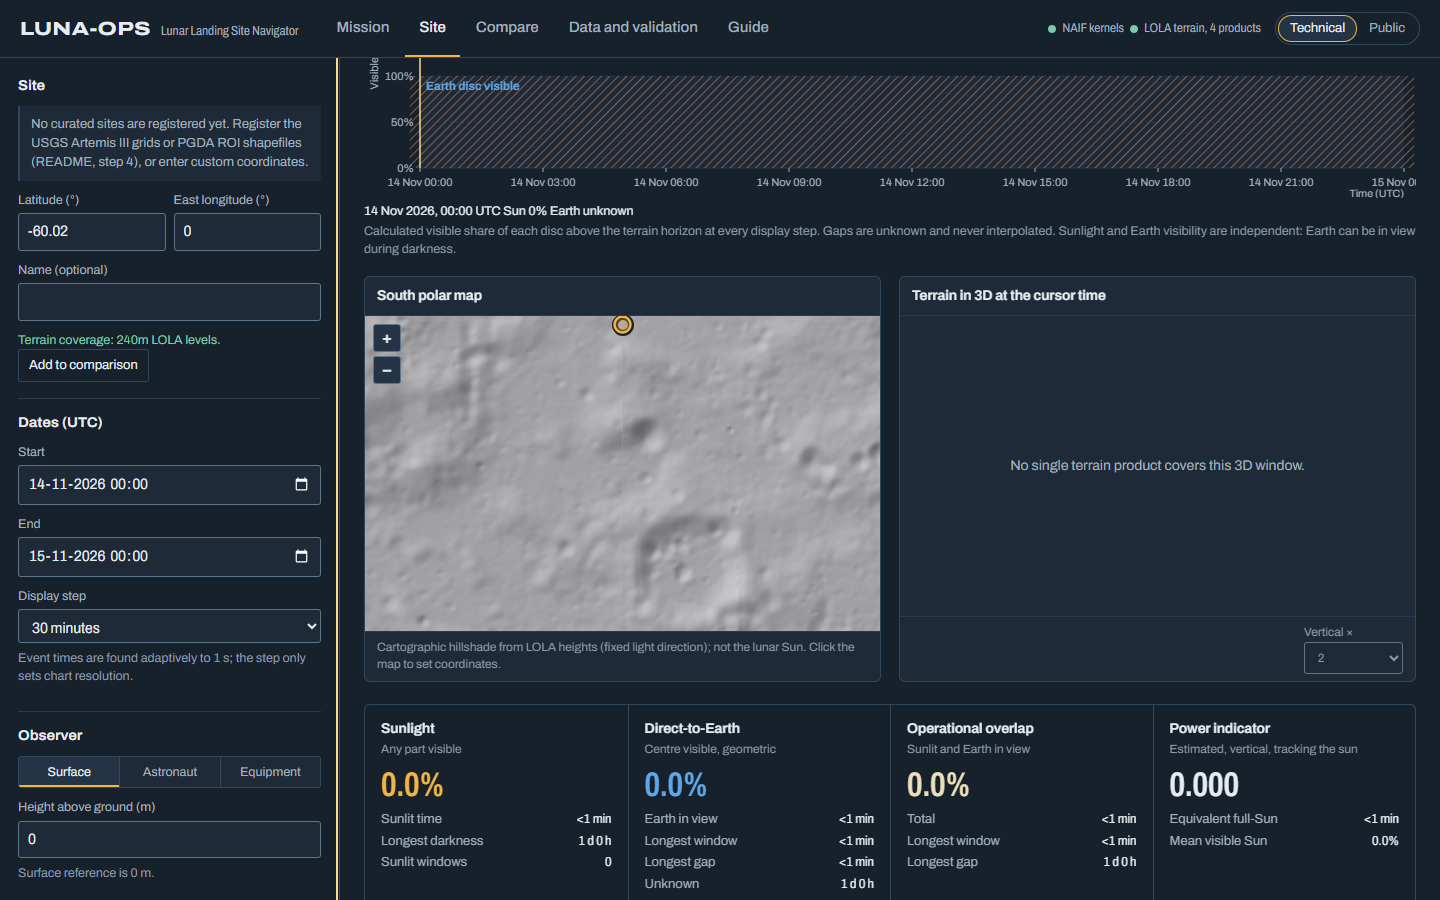 LUNA-OPS Lunar Landing Site Navigator Mission Site Compare Data and validation Guide NAIF kernels LOLA terrain, 4 products Technical Public
Site
No curated sites are registered yet. Register the
USGS Artemis III grids or PGDA ROI shapefiles
(README, step 4), or enter custom coordinates.
Latitude (°) East longitude (°)
-60.02 0
Name (optional)
Terrain coverage: 240m LOLA levels.
Add to comparison
Dates (UTC)
Start
14-11-2026 00:00
End
15-11-2026 00:00
Display step
30 minutes
Event times are found adaptively to 1 s; the step only
sets chart resolution.
Observer
Surface Astronaut Equipment
Height above ground (m)
0
Surface reference is 0 m.
Visible
100%
Earth disc visible
50%
0%
14 Nov 00:00 14 Nov 03:00 14 Nov 06:00 14 Nov 09:00 14 Nov 12:00 14 Nov 15:00 14 Nov 18:00 14 Nov 21:00 15 Nov 0
Time (UTC)
14 Nov 2026, 00:00 UTC Sun 0% Earth unknown
Calculated visible share of each disc above the terrain horizon at every display step. Gaps are unknown and never interpolated. Sunlight and Earth visibility are independent: Earth can be in view
during darkness.
South polar map
+
−
Cartographic hillshade from LOLA heights (fixed light direction); not the lunar Sun. Click the
map to set coordinates.
Terrain in 3D at the cursor time
No single terrain product covers this 3D window.
Vertical ×
2
Sunlight
Any part visible
0.0%
Sunlit time <1 min
Longest darkness 1 d 0 h
Sunlit windows 0
Direct-to-Earth
Centre visible, geometric
0.0%
Earth in view <1 min
Longest window <1 min
Longest gap <1 min
Unknown 1 d 0 h
Operational overlap
Sunlit and Earth in view
0.0%
Total <1 min
Longest window <1 min
Longest gap 1 d 0 h
Power indicator
Estimated, vertical, tracking the sun
0.000
Equivalent full-Sun <1 min
Mean visible Sun 0.0%